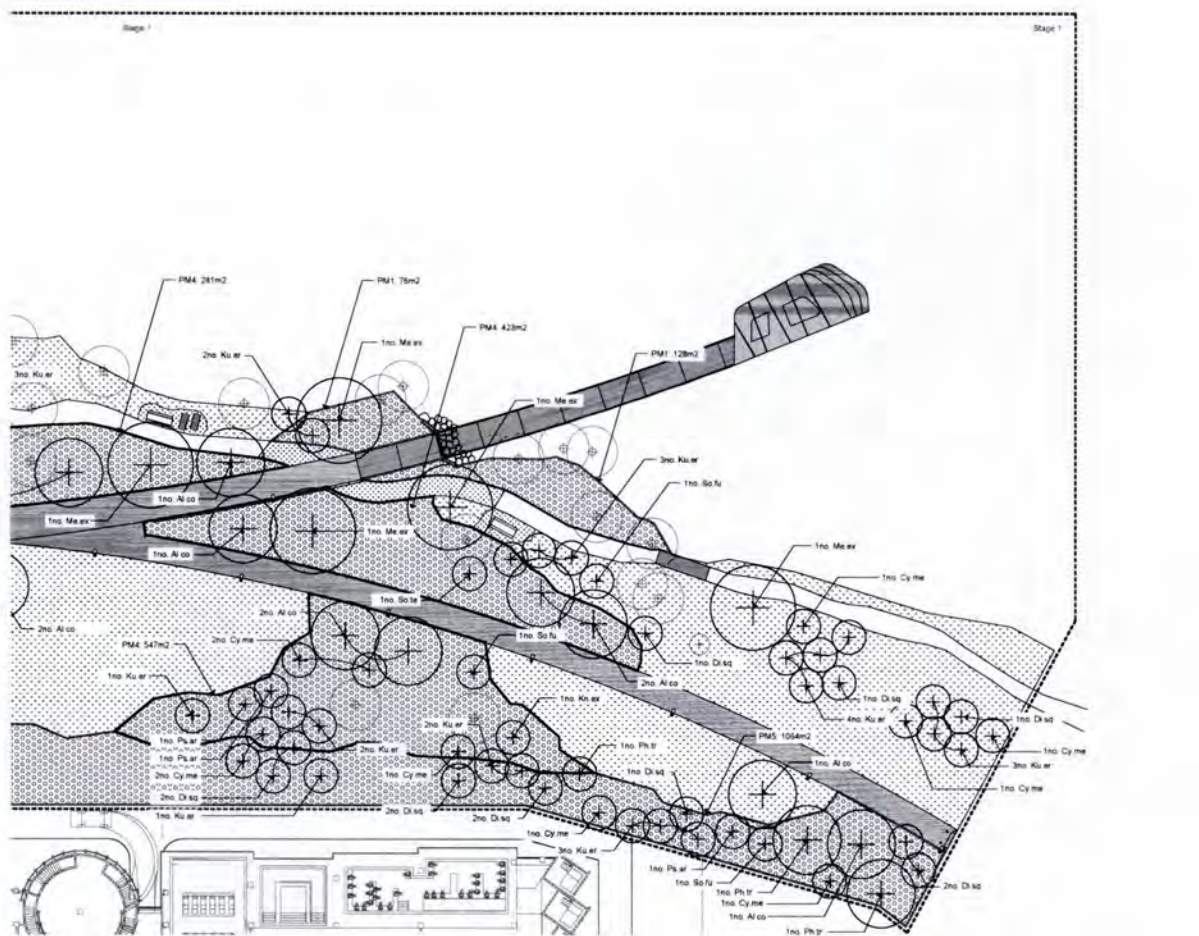 Stage 1
Stage 1
PM4: 281m2
PM1: 76m2
PM4: 423m2
1no. Me.ex
2no. Ku.er
PM1: 128m2
3no. Ku.er
1no. Me.ex
3no. Ku.er
1no. So.fu
1no. Al.co
1no. Me.ex
1no. Me.ex
1no. Me.ex
1no. Al.co
1no. Cy.me
1no. So.te
2no. Al.co
2no. Al.co
2no. Cy.me
1no. So.fu
PM4: 547m2
1no. Di.sq
1no. Ku.er
2no. Al.co
1no. Di.sq
1no. Kn.ex
4no. Ku.er
1no. Di.sq
2no. Ku.er
1no. Ps.ar
PM5: 1064m2
2no. Ku.er
1no. Ph.tr
1no. Cy.me
1no. Ps.ar
1no. Al.co
3no. Ku.er
2no. Cy.me
1no. Cy.me
1no. Di.sq
1no. Cy.me
2no. Di.sq
2no. Di.sq
2no. Di.sq
1no. Ku.er
1no. Cy.me
3no. Ku.er
1no. Ps.ar
1no. So.fu
2no. Di.sq
1no. Ph.tr
1no. Cy.me
1no. Al.co
1no. Ph.tr